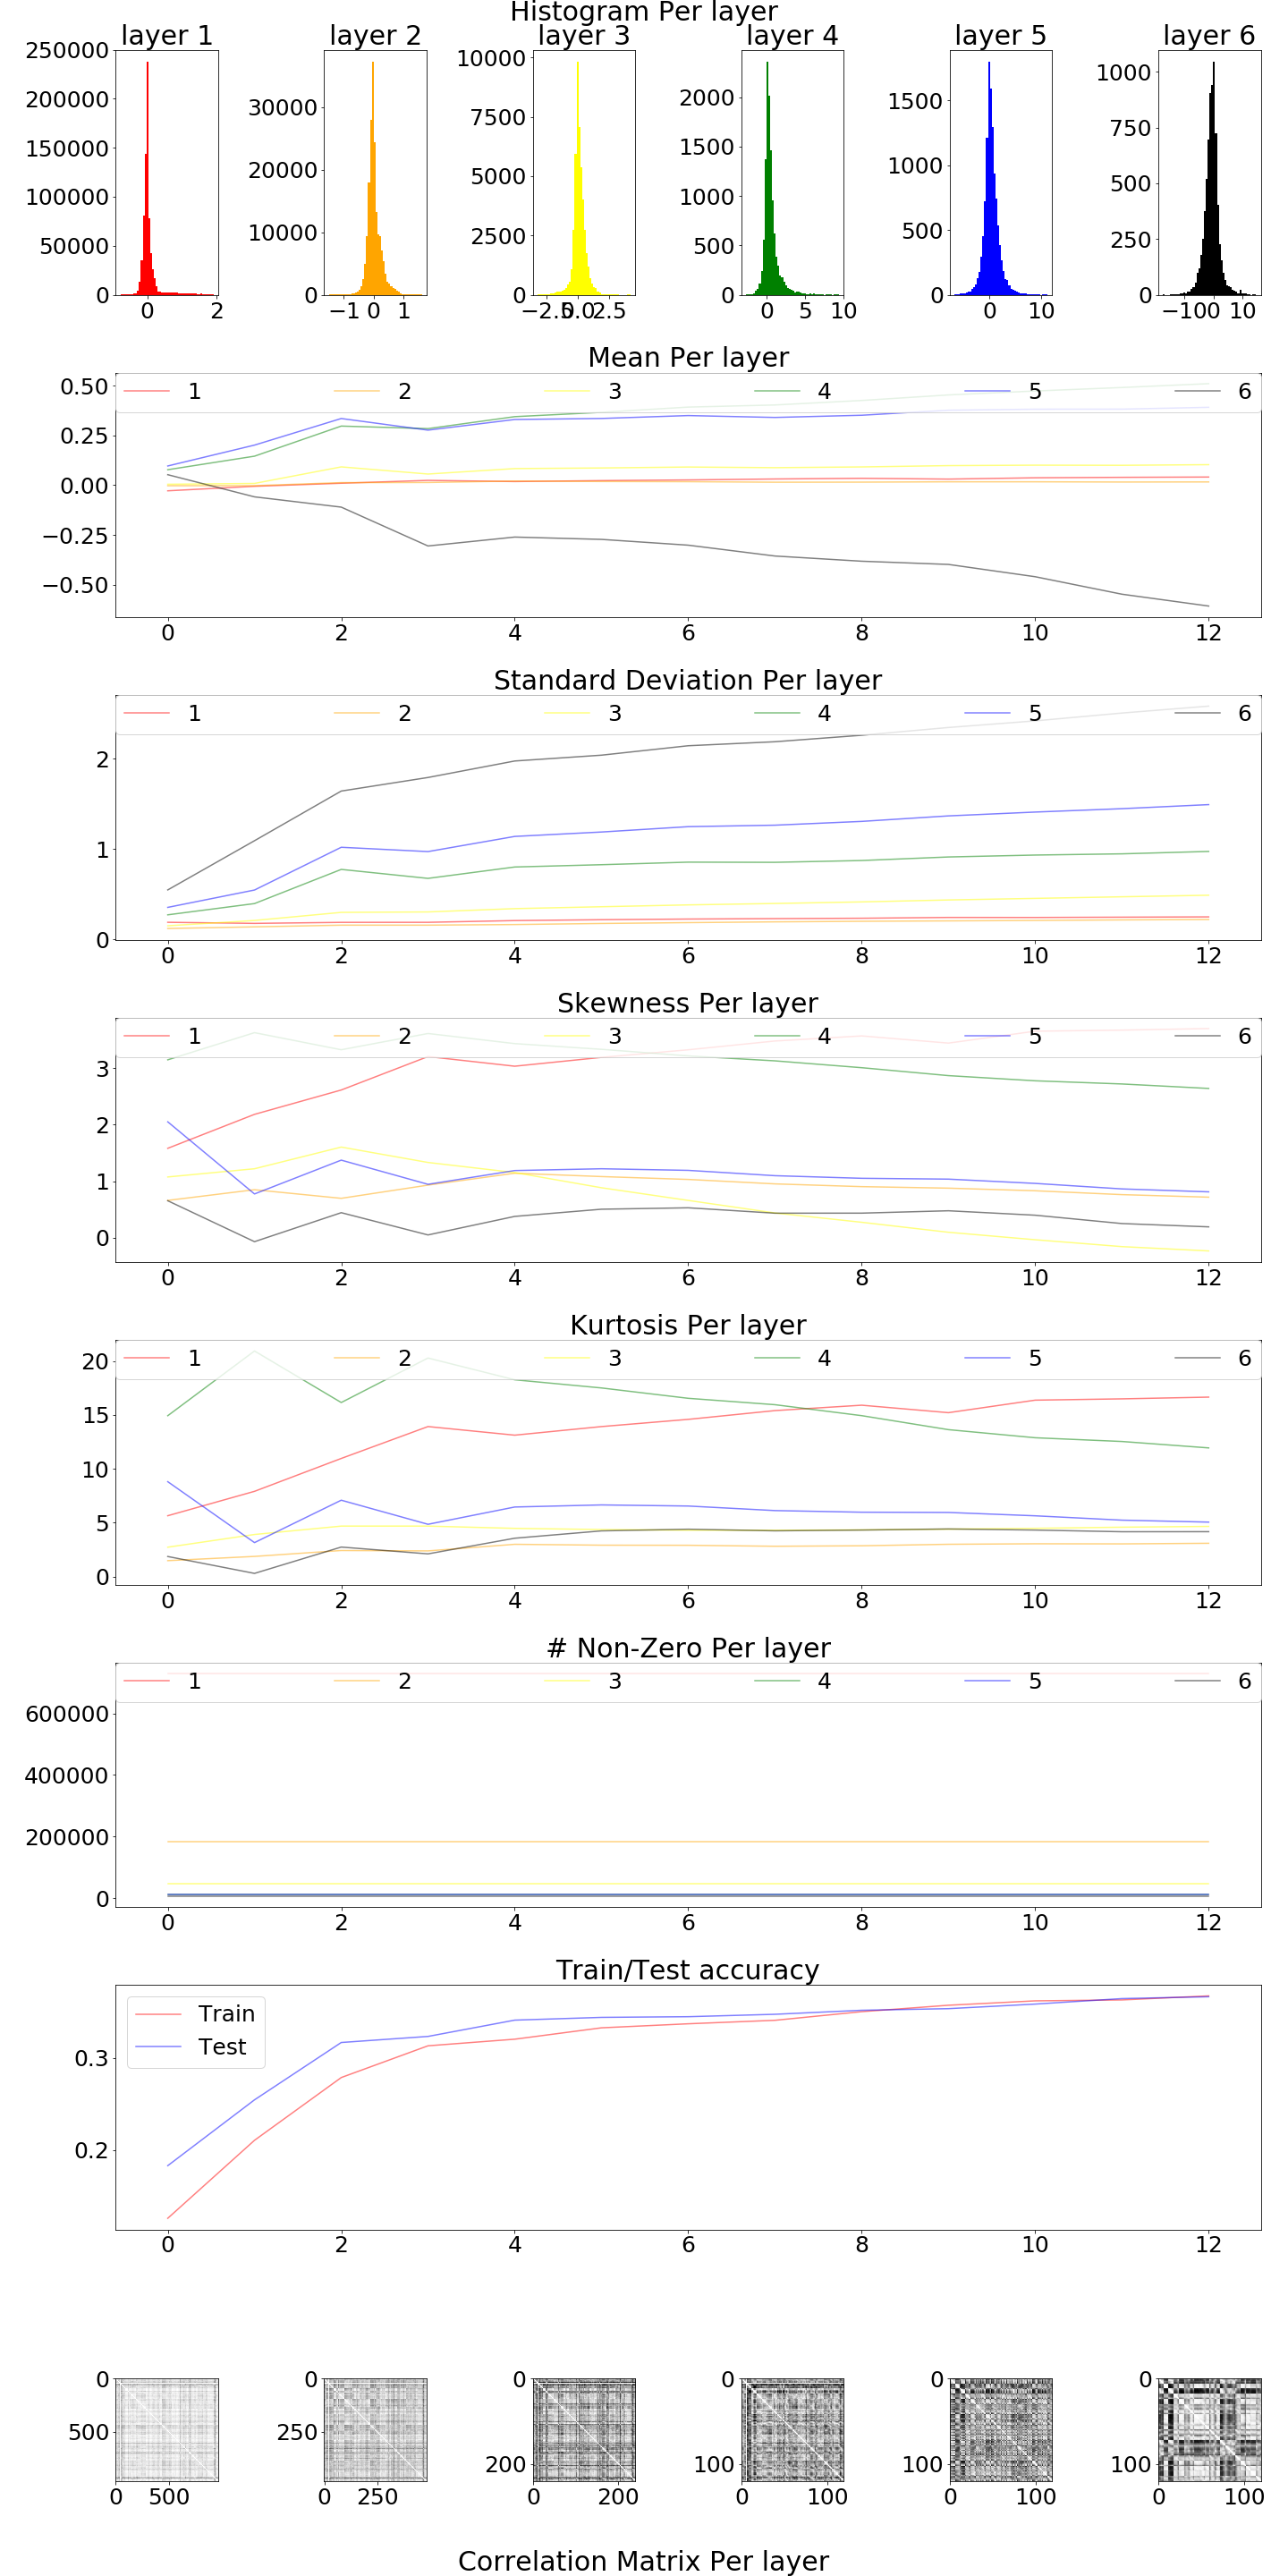 Histogram Per layer
layer 1 layer 2 layer 3 layer 4 layer 5 layer 6
250000 200000 150000 100000 50000 0
0 2
30000 20000 10000 0
−1 0 1
10000 7500 5000 2500 0
−2.5 0.0 2.5
2000 1500 1000 500 0
0 5 10
1500 1000 500 0
0 10
1000 750 500 250 0
−10 0 10
Mean Per layer
1 2 3 4 5 6
0.50
0.25
0.00
−0.25
−0.50
0 2 4 6 8 10 12
Standard Deviation Per layer
1 2 3 4 5 6
2
1
0
0 2 4 6 8 10 12
Skewness Per layer
1 2 3 4 5 6
3
2
1
0
0 2 4 6 8 10 12
Kurtosis Per layer
1 2 3 4 5 6
20
15
10
5
0
0 2 4 6 8 10 12
# Non-Zero Per layer
1 2 3 4 5 6
600000
400000
200000
0
0 2 4 6 8 10 12
Train/Test accuracy
Train
Test
0.3
0.2
0 2 4 6 8 10 12
0 0 0 0 0 0
500 250 200 100 100 100
0 500 0 250 0 200 0 100 0 100 0 100
Correlation Matrix Per layer